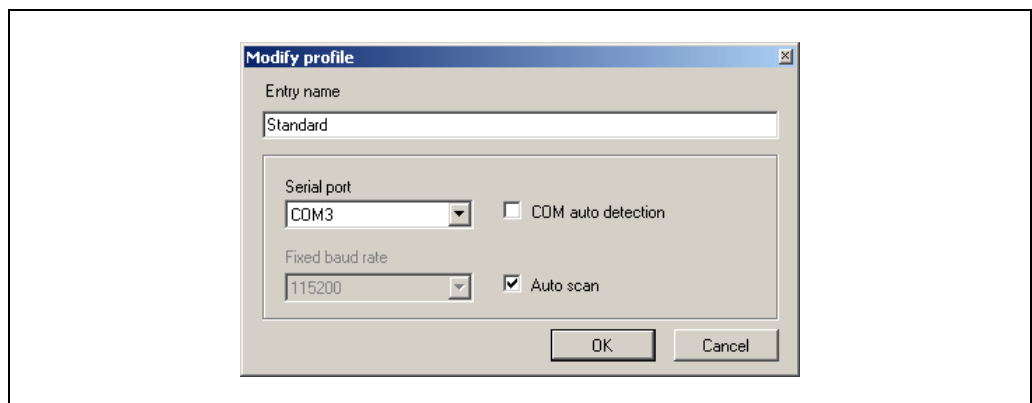 Modify profile
Entry name
Standard
Serial port
COM3
COM auto detection
Fixed baud rate
115200
Auto scan
OK Cancel